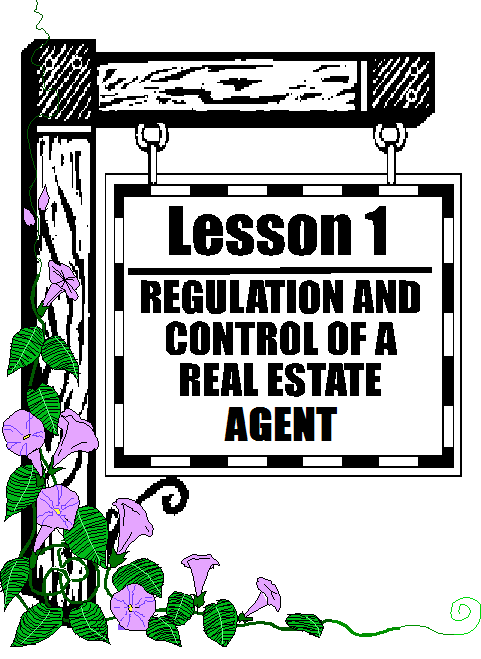 Lesson 1
REGULATION AND
CONTROL OF A
REAL ESTATE
AGENT